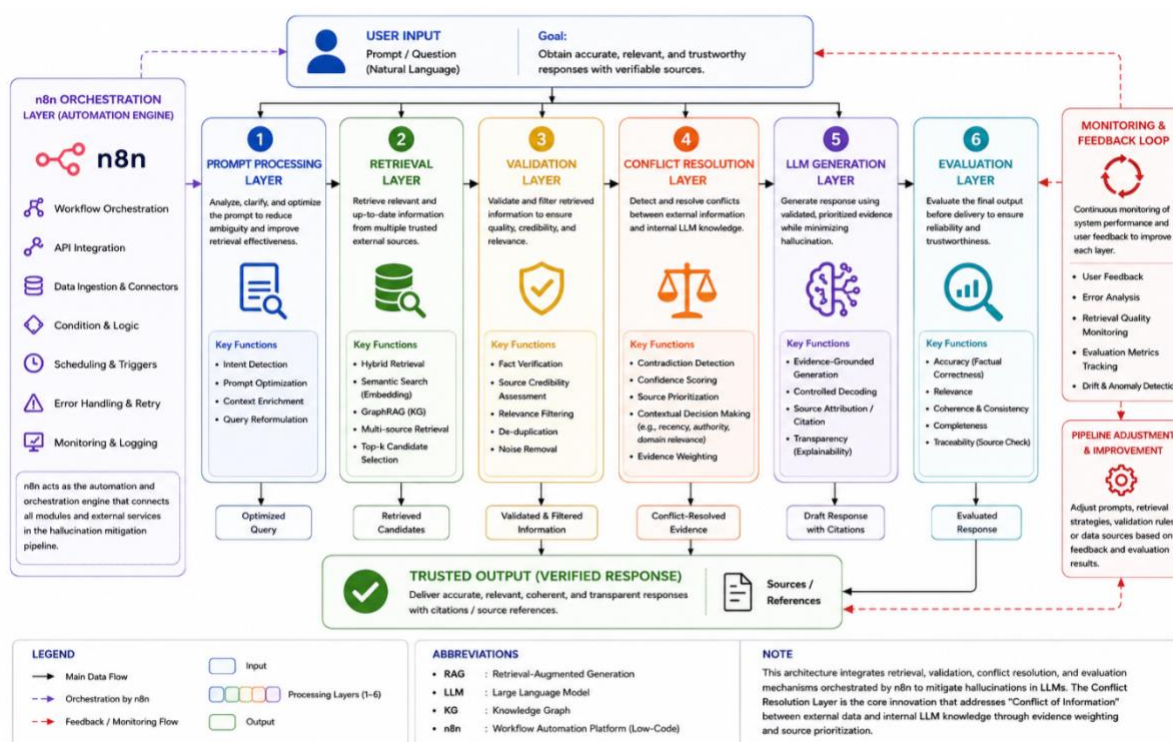 USER INPUT
Prompt / Question
(Natural Language)
Goal:
Obtain accurate, relevant, and trustworthy
responses with verifiable sources.
n8n ORCHESTRATION
LAYER (AUTOMATION ENGINE)
n8n
Workflow Orchestration
API Integration
Data Ingestion & Connectors
Condition & Logic
Scheduling & Triggers
Error Handling & Retry
Monitoring & Logging
n8n acts as the automation and
orchestration engine that connects
all modules and external services
in the hallucination mitigation
pipeline.
1
PROMPT PROCESSING
LAYER
Analyze, clarify, and optimize
the prompt to reduce
ambiguity and improve
retrieval effectiveness.
Key Functions
• Intent Detection
• Prompt Optimization
• Context Enrichment
• Query Reformulation
Optimized
Query
2
RETRIEVAL
LAYER
Retrieve relevant and
up-to-date information
from multiple trusted
external sources.
Key Functions
• Hybrid Retrieval
• Semantic Search
(Embedding)
• GraphRAG (KG)
• Multi-source Retrieval
• Top-k Candidate
Selection
Retrieved
Candidates
3
VALIDATION
LAYER
Validate and filter retrieved
information to ensure
quality, credibility, and
relevance.
Key Functions
• Fact Verification
• Source Credibility
Assessment
• Relevance Filtering
• De-duplication
• Noise Removal
Validated & Filtered
Information
4
CONFLICT RESOLUTION
LAYER
Detect and resolve conflicts
between external information
and internal LLM knowledge.
Key Functions
• Contradiction Detection
• Confidence Scoring
• Source Prioritization
• Contextual Decision Making
(e.g., recency, authority,
domain relevance)
• Evidence Weighting
Conflict-Resolved
Evidence
5
LLM GENERATION
LAYER
Generate response using
validated, prioritized evidence
while minimizing
hallucination.
Key Functions
• Evidence-Grounded
Generation
• Controlled Decoding
• Source Attribution /
Citation
• Transparency
(Explainability)
Draft Response
with Citations
6
EVALUATION
LAYER
Evaluate the final output
before delivery to ensure
reliability and
trustworthiness.
Key Functions
• Accuracy (Factual
Correctness)
• Relevance
• Coherence & Consistency
• Completeness
• Traceability (Source Check)
Evaluated
Response
MONITORING &
FEEDBACK LOOP
Continuous monitoring of
system performance and
user feedback to improve
each layer.
• User Feedback
• Error Analysis
• Retrieval Quality
Monitoring
• Evaluation Metrics
Tracking
• Drift & Anomaly Detectio
PIPELINE ADJUSTMENT
& IMPROVEMENT
Adjust prompts, retrieval
strategies, validation rules
or data sources based on
feedback and evaluation
results.
TRUSTED OUTPUT (VERIFIED RESPONSE)
Deliver accurate, relevant, coherent, and transparent responses
with citations / source references.
Sources /
References
LEGEND
Main Data Flow
Orchestration by n8n
Feedback / Monitoring Flow
Input
Processing Layers (1–6)
Output
ABBREVIATIONS
• RAG : Retrieval-Augmented Generation
• LLM : Large Language Model
• KG : Knowledge Graph
• n8n : Workflow Automation Platform (Low-Code)
NOTE
This architecture integrates retrieval, validation, conflict resolution, and evaluation
mechanisms orchestrated by n8n to mitigate hallucinations in LLMs. The Conflict
Resolution Layer is the core innovation that addresses “Conflict of Information”
between external data and internal LLM knowledge through evidence weighting
and source prioritization.